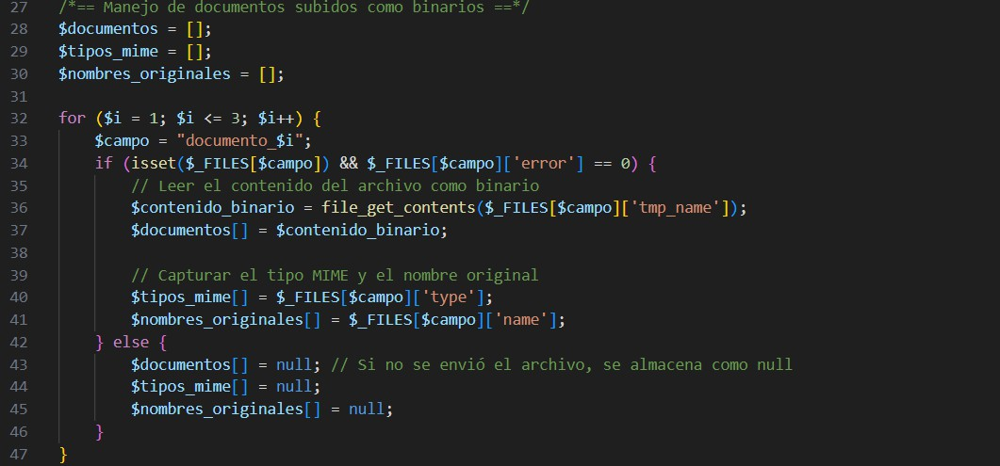 27 /*== Manejo de documentos subidos como binarios ==*/
28 $documentos = [];
29 $tipos_mime = [];
30 $nombres_originales = [];
31
32 for ($i = 1; $i <= 3; $i++) {
33     $campo = "documento_$i";
34     if (isset($_FILES[$campo]) && $_FILES[$campo]['error'] == 0) {
35         // Leer el contenido del archivo como binario
36         $contenido_binario = file_get_contents($_FILES[$campo]['tmp_name']);
37         $documentos[] = $contenido_binario;
38
39         // Capturar el tipo MIME y el nombre original
40         $tipos_mime[] = $_FILES[$campo]['type'];
41         $nombres_originales[] = $_FILES[$campo]['name'];
42     } else {
43         $documentos[] = null; // Si no se envió el archivo, se almacena como null
44         $tipos_mime[] = null;
45         $nombres_originales[] = null;
46     }
47 }